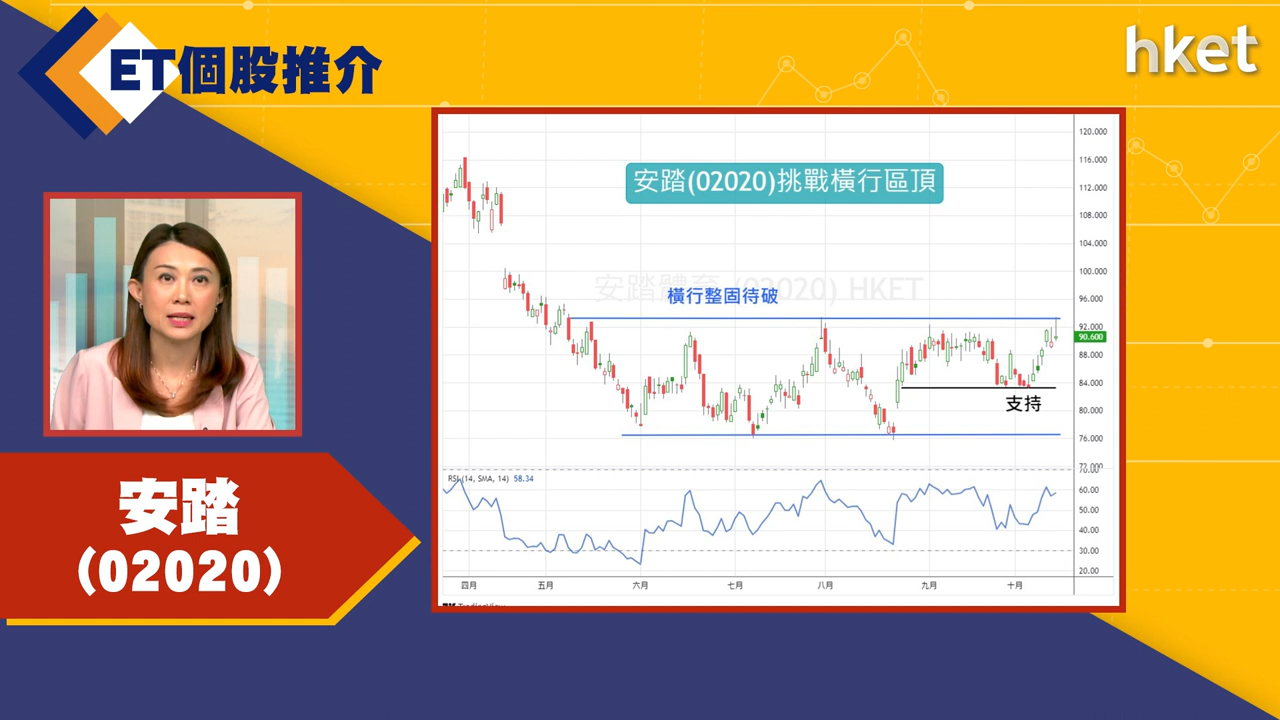 ET個股推介
hket
安踏
(02020)
安踏(02020)挑戰橫行區頂
安踏體育 (02020) HKET
橫行整固待破
支持
120.000
116.000
112.000
108.000
104.000
100.000
96.000
92.000
90.600
88.000
84.000
80.000
76.000
72.000
70.00
RSI (14, SMA, 14) 58.34
60.00
50.00
40.00
30.00
20.00
四月 五月 六月 七月 八月 九月 十月
TradingView